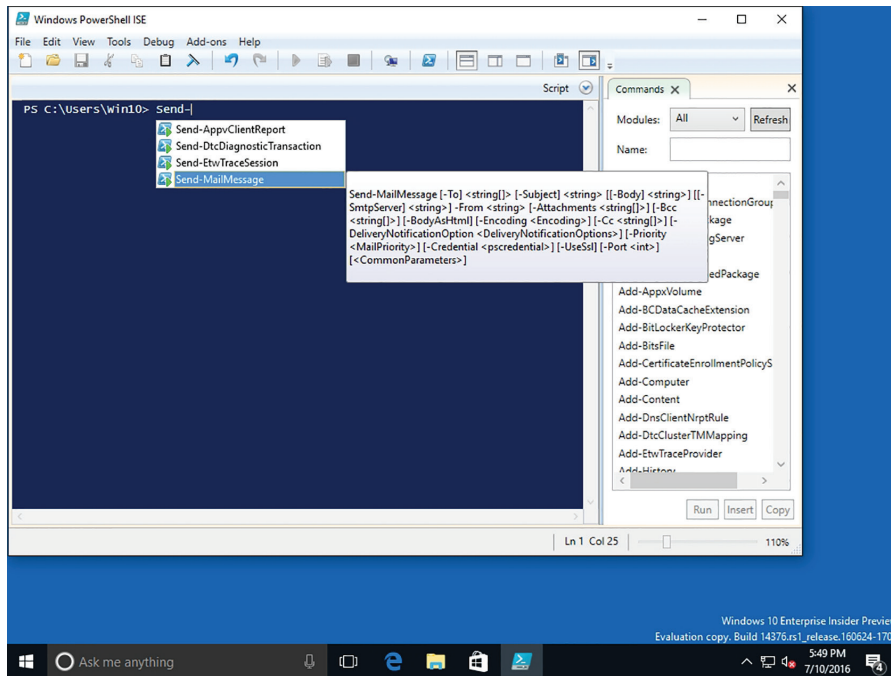 Windows PowerShell ISE
File Edit View Tools Debug Add-ons Help
Script
PS C:\Users\Win10> Send-
Send-AppvClientReport
Send-DtcDiagnosticTransaction
Send-EtwTraceSession
Send-MailMessage
Send-MailMessage [-To] <string[]> [-Subject] <string> [[-Body] <string>] [[-
SmtpServer] <string>] -From <string> [-Attachments <string[]>] [-Bcc
<string[]>] [-BodyAsHtml] [-Encoding <Encoding>] [-Cc <string[]>] [-
DeliveryNotificationOption <DeliveryNotificationOptions>] [-Priority
<MailPriority>] [-Credential <pscredential>] [-UseSsl] [-Port <int>]
[<CommonParameters>]
Commands
Modules: All Refresh
Name:
nnectionGroup
kage
gServer
edPackage
Add-AppxVolume
Add-BCDataCacheExtension
Add-BitLockerKeyProtector
Add-BitsFile
Add-CertificateEnrollmentPolicyS
Add-Computer
Add-Content
Add-DnsClientNrptRule
Add-DtcClusterTMMapping
Add-EtwTraceProvider
Add-History
Run Insert Copy
Ln 1 Col 25 110%
Windows 10 Enterprise Insider Preview
Evaluation copy. Build 14376.rs1_release.160624-170
Ask me anything
5:49 PM
7/10/2016
4